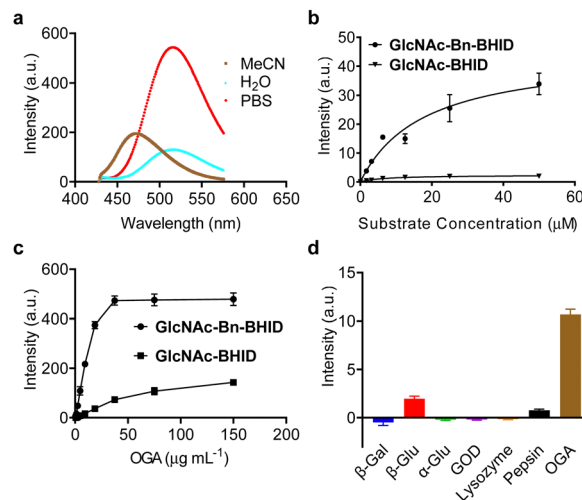 a
Intensity (a.u.)
600
400
200
0
400 450 500 550 600 650
Wavelength (nm)
MeCN
H₂O
PBS
b
Intensity (a.u.)
50
40
30
20
10
0
0 20 40 60
Substrate Concentration (μM)
GlcNAc-Bn-BHID
GlcNAc-BHID
c
Intensity (a.u.)
600
400
200
0
0 50 100 150 200
OGA (μg mL⁻¹)
GlcNAc-Bn-BHID
GlcNAc-BHID
d
Intensity (a.u.)
15
10
5
0
β-Gal
β-Glu
α-Glu
GOD
Lysozyme
Pepsin
OGA